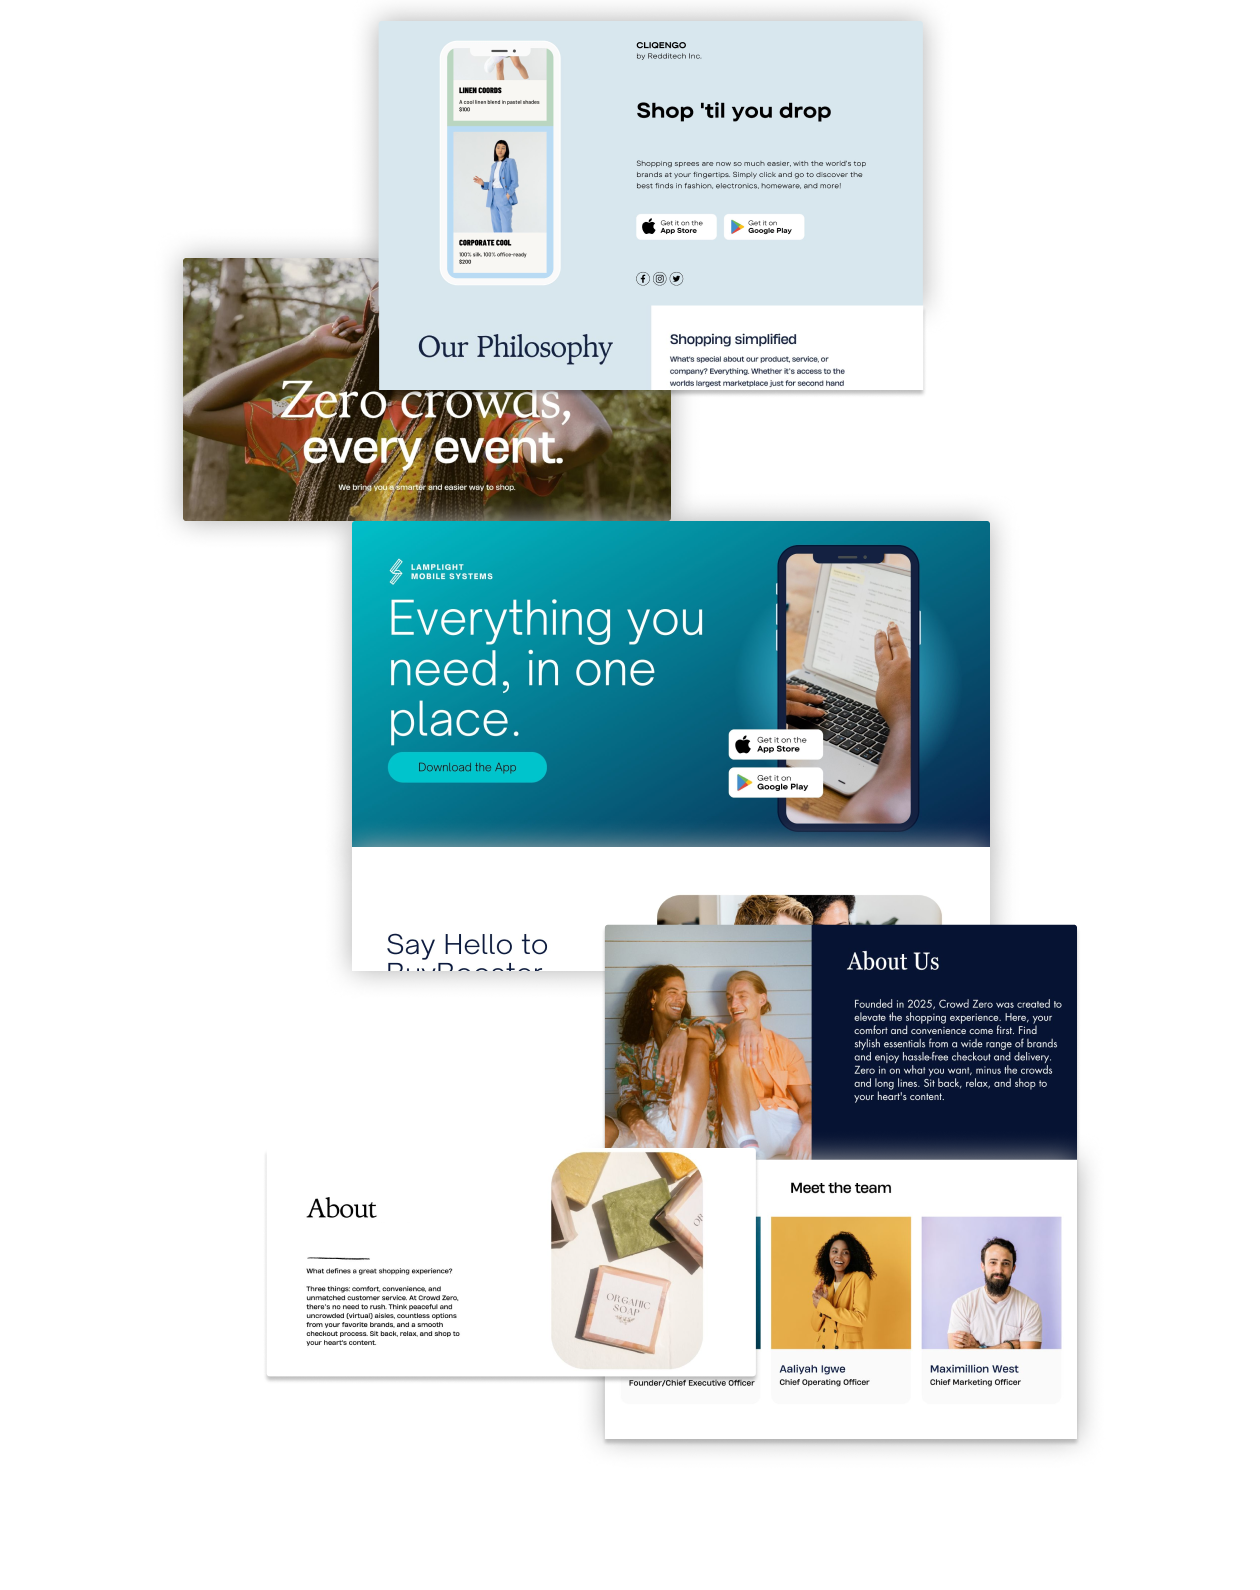 LINEN COORDS
A cool linen blend in pastel shades
$100
CORPORATE COOL
100% silk, 100% office-ready
$200
CLIQENGO
by Redditech Inc.
Shop 'til you drop
Shopping sprees are now so much easier, with the world's top
brands at your fingertips. Simply click and go to discover the
best finds in fashion, electronics, homeware, and more!
Get it on the
App Store
Get it on
Google Play
Our Philosophy
Shopping simplified
What's special about our product, service, or
company? Everything. Whether it's access to the
worlds largest marketplace just for second hand
Zero crowds,
every event.
We bring you a smarter and easier way to shop.
LAMPLIGHT
MOBILE SYSTEMS
Everything you
need, in one
place.
Download the App
Get it on the
App Store
Get it on
Google Play
Say Hello to
BuyBooster
About Us
Founded in 2025, Crowd Zero was created to
elevate the shopping experience. Here, your
comfort and convenience come first. Find
stylish essentials from a wide range of brands
and enjoy hassle-free checkout and delivery.
Zero in on what you want, minus the crowds
and long lines. Sit back, relax, and shop to
your heart's content.
About
What defines a great shopping experience?
Three things: comfort, convenience, and
unmatched customer service. At Crowd Zero,
there's no need to rush. Think peaceful and
uncrowded (virtual) aisles, countless options
from your favorite brands, and a smooth
checkout process. Sit back, relax, and shop to
your heart's content.
ORGANIC
SOAP
Meet the team
Founder/Chief Executive Officer
Aaliyah Igwe
Chief Operating Officer
Maximillion West
Chief Marketing Officer